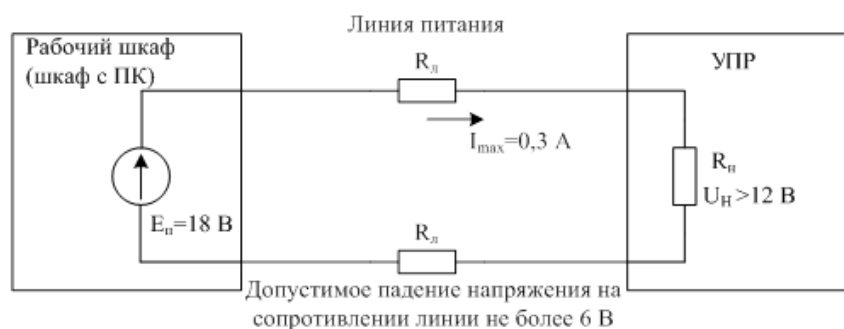 Линия питания
Рабочий шкаф
(шкаф с ПК)
Rл
УПР
Imax=0,3 А
Rн
UН >12 В
Eп=18 В
Rл
Допустимое падение напряжения на
сопротивлении линии не более 6 В